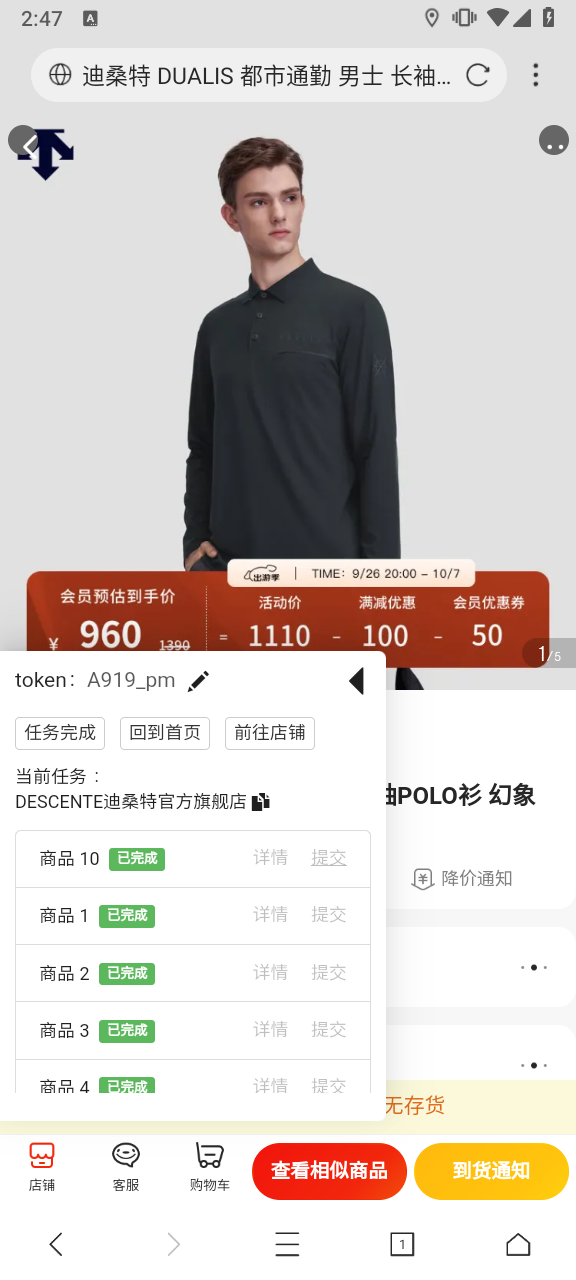 2:47
A
迪桑特 DUALIS 都市通勤 男士 长袖...
出游季 | TIME: 9/26 20:00 – 10/7
会员预估到手价
¥ 960 1390
=
活动价
1110
–
满减优惠
100
–
会员优惠券
50
1/5
token: A919_pm
任务完成 回到首页 前往店铺
当前任务：
DESCENTE迪桑特官方旗舰店
商品 10 已完成 详情 提交
商品 1 已完成 详情 提交
商品 2 已完成 详情 提交
商品 3 已完成 详情 提交
商品 4 已完成 详情 提交
袖POLO衫 幻象
降价通知
无存货
店铺
客服
购物车
查看相似商品
到货通知
1